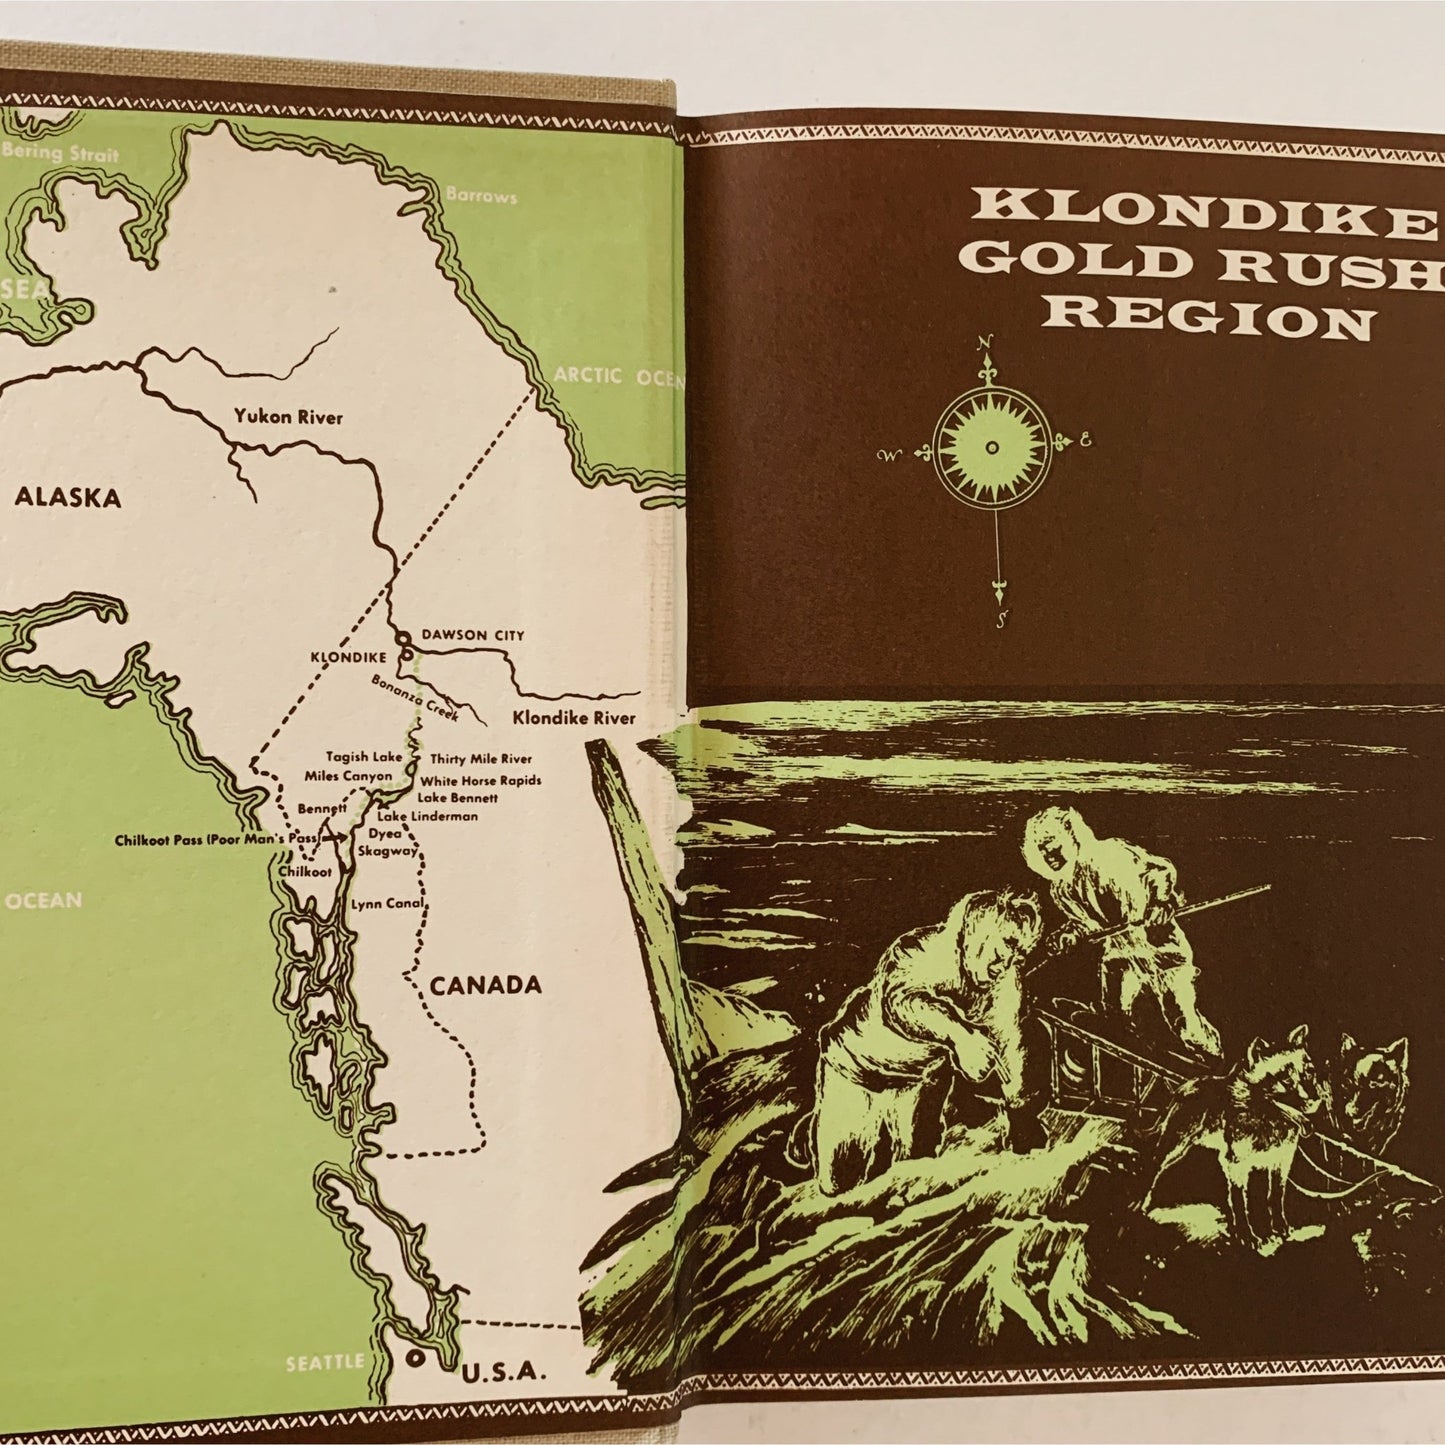 Bering Strait
Barrows
SEA
ARCTIC OCEN
Yukon River
ALASKA
DAWSON CITY
KLONDIKE
Bonanza Creek
Klondike River
Tagish Lake
Thirty Mile River
Miles Canyon
White Horse Rapids
Lake Bennett
Bennett
Lake Linderman
Chilkoot Pass (Poor Man's Pass)
Dyea
Skagway
Chilkoot
Lynn Canal
OCEAN
CANADA
SEATTLE
U.S.A.
KLONDIKE
GOLD RUSH
REGION
N
W
E
S